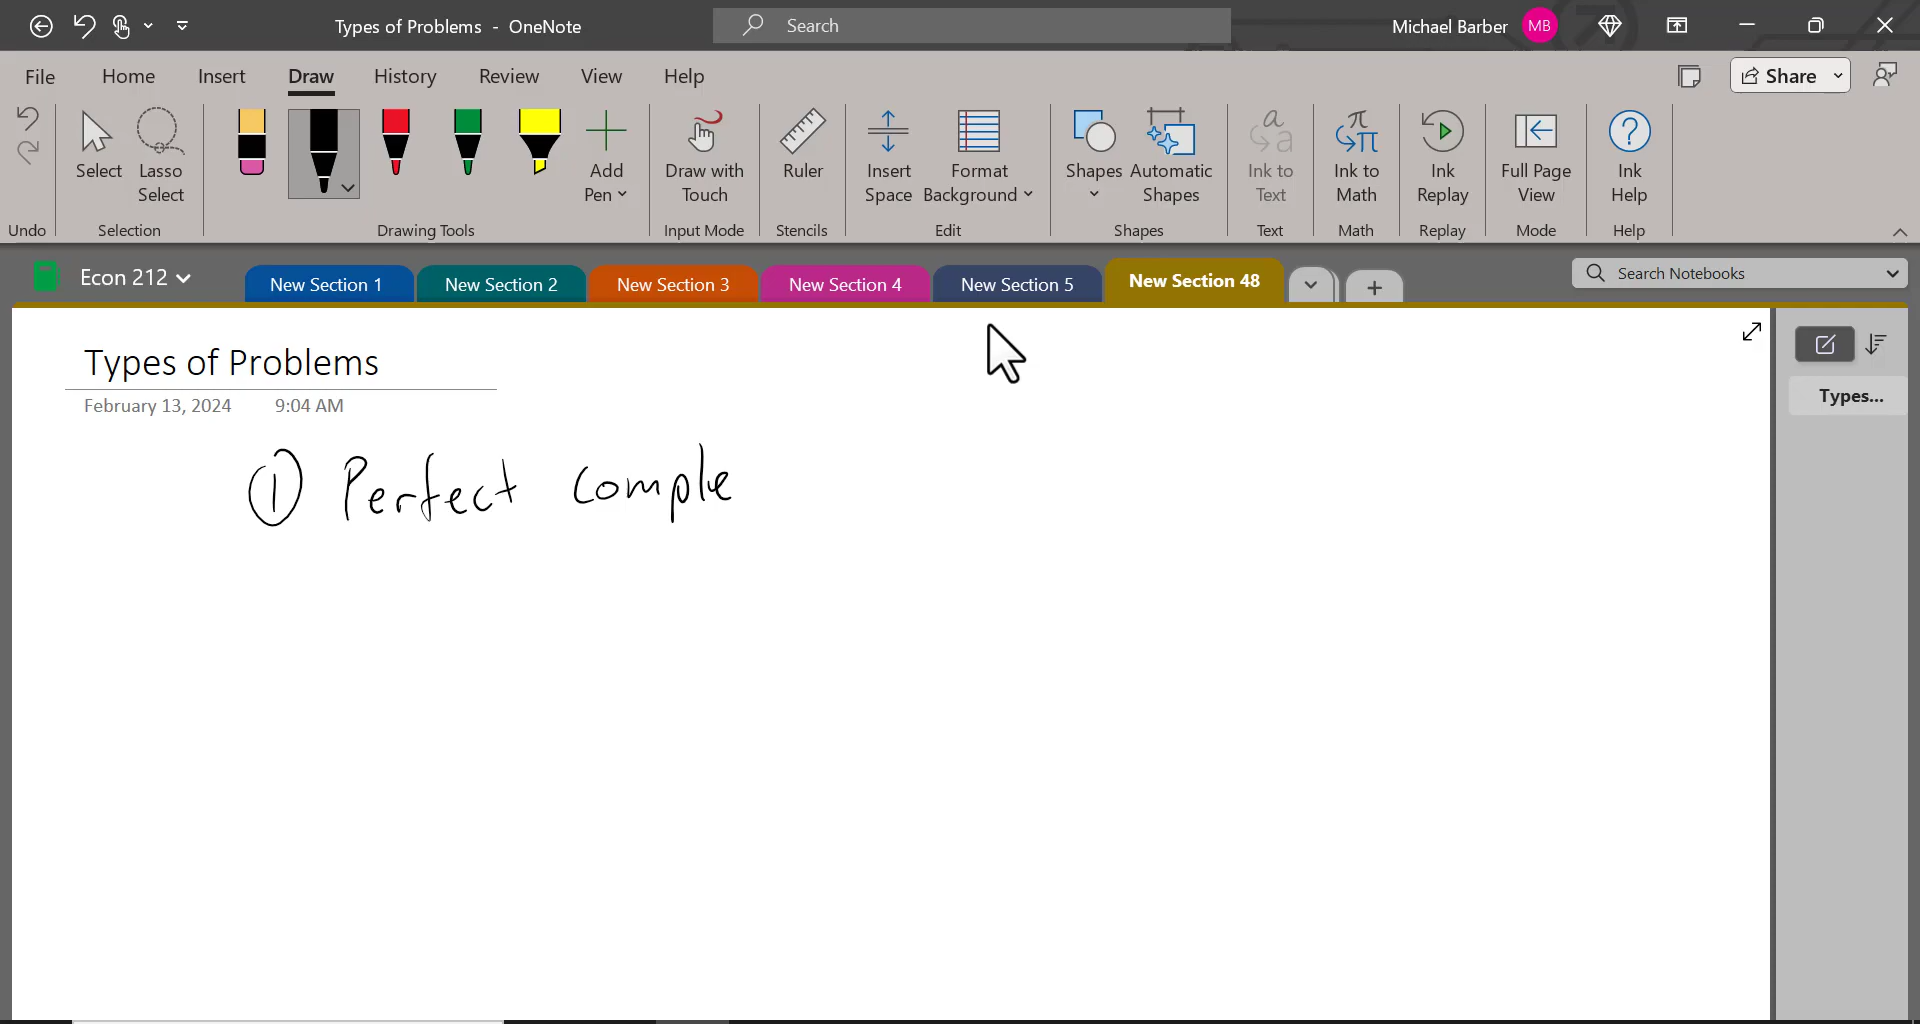 Types of Problems - OneNote
Search
Michael Barber MB
File Home Insert Draw History Review View Help
Share
Select
Lasso Select
Add Pen
Draw with Touch
Ruler
Insert Space
Format Background
Shapes
Automatic Shapes
Ink to Text
Ink to Math
Ink Replay
Full Page View
Ink Help
Undo Selection Drawing Tools Input Mode Stencils Edit Shapes Text Math Replay Mode Help
Econ 212 New Section 1 New Section 2 New Section 3 New Section 4 New Section 5 New Section 48 + Search Notebooks
Types of Problems
Types...
February 13, 2024 9:04 AM
① Perfect comple